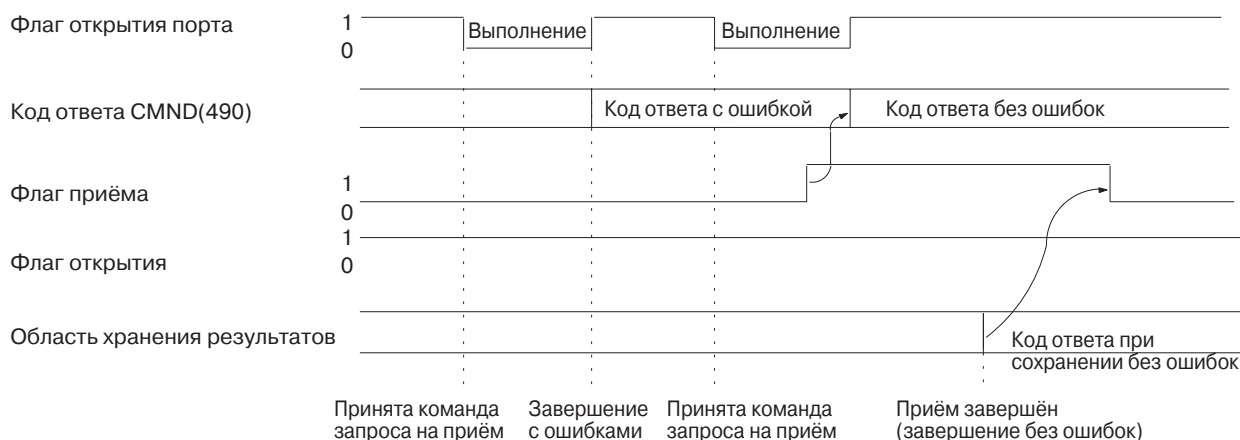 Флаг открытия порта
1
0
Выполнение
Выполнение
Код ответа CMND(490)
Код ответа с ошибкой
Код ответа без ошибок
Флаг приёма
1
0
Флаг открытия
1
0
Область хранения результатов
Код ответа при
сохранении без ошибок
Принята команда
запроса на приём
Завершение
с ошибками
Принята команда
запроса на приём
Приём завершён
(завершение без ошибок)